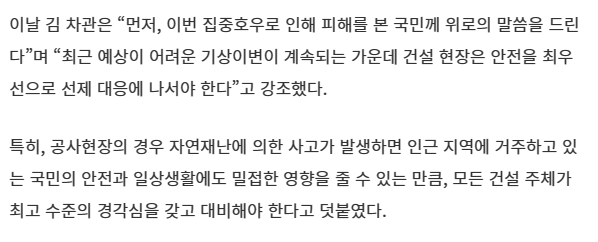 이날 김 차관은 “먼저, 이번 집중호우로 인해 피해를 본 국민께 위로의 말씀을 드린
다”며 “최근 예상이 어려운 기상이변이 계속되는 가운데 건설 현장은 안전을 최우
선으로 선제 대응에 나서야 한다”고 강조했다.
특히, 공사현장의 경우 자연재난에 의한 사고가 발생하면 인근 지역에 거주하고 있
는 국민의 안전과 일상생활에도 밀접한 영향을 줄 수 있는 만큼, 모든 건설 주체가
최고 수준의 경각심을 갖고 대비해야 한다고 덧붙였다.